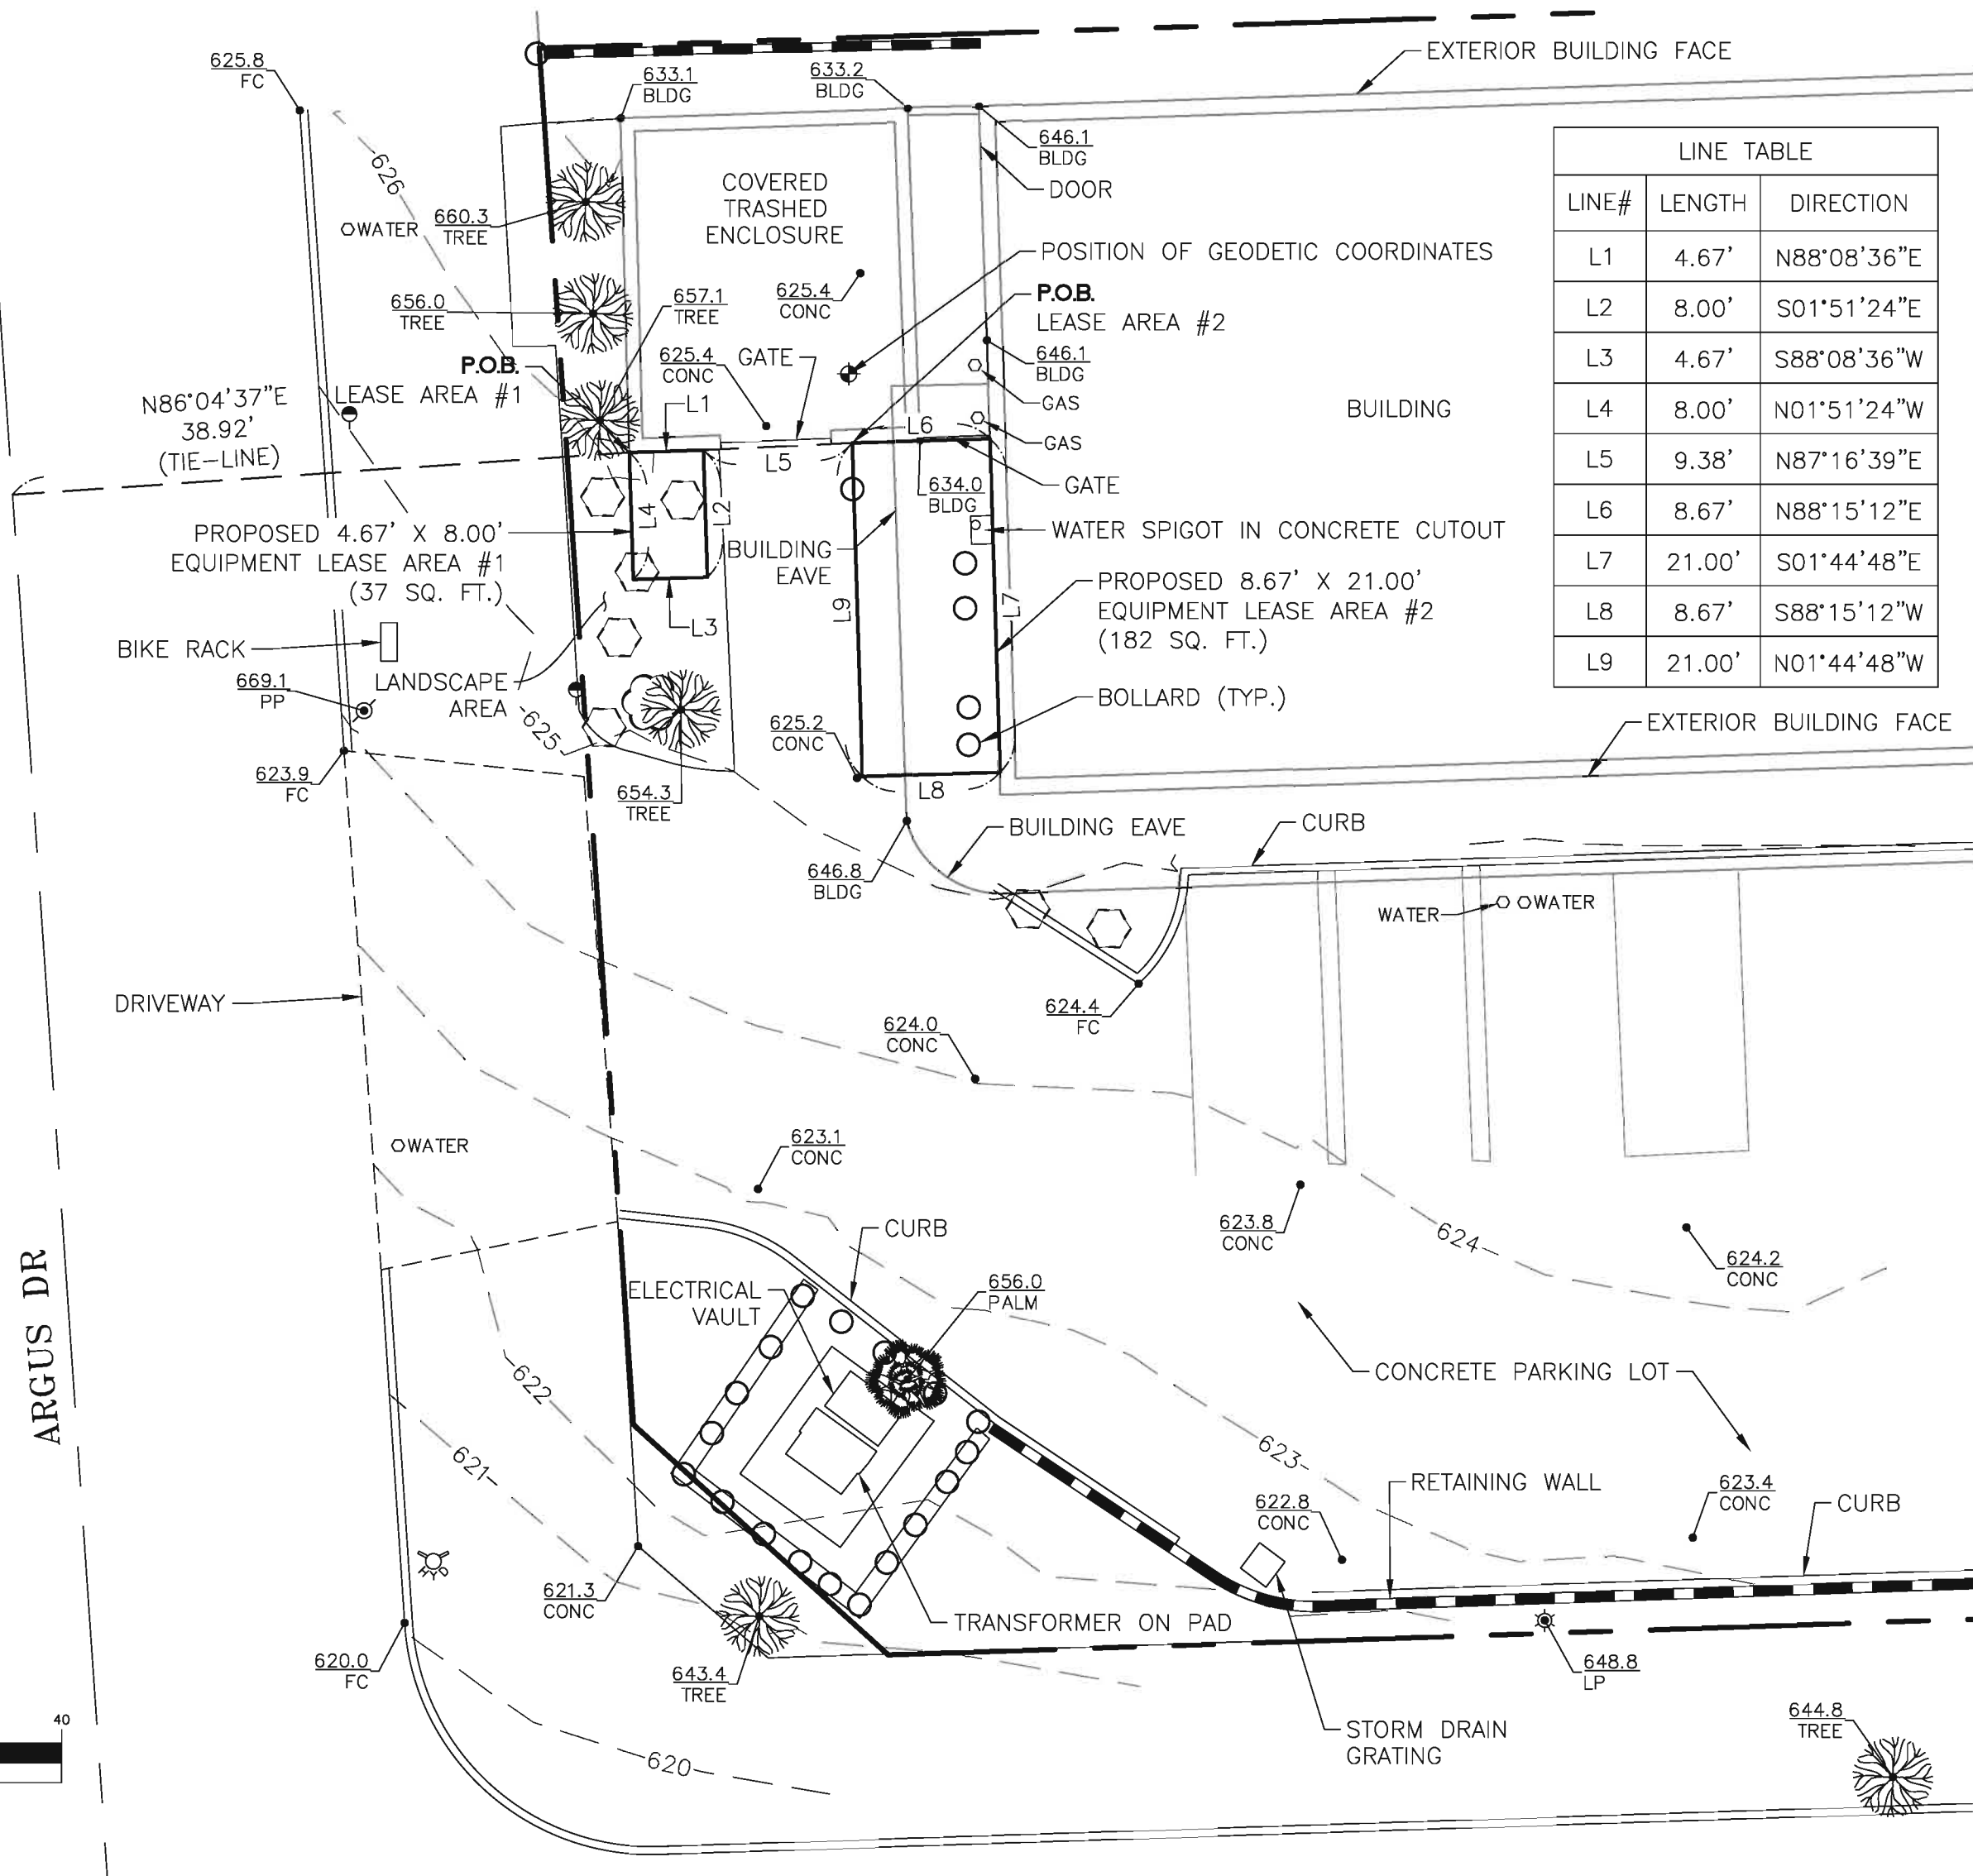 EXTERIOR BUILDING FACE
625.8
FC
633.1
BLDG
633.2
BLDG
646.1
BLDG
DOOR
626
WATER
660.3
TREE
COVERED
TRASHED
ENCLOSURE
POSITION OF GEODETIC COORDINATES
625.4
CONC
P.O.B.
LEASE AREA #2
656.0
TREE
657.1
TREE
P.O.B.
LEASE AREA #1
625.4
CONC
GATE
646.1
BLDG
GAS
GAS
BUILDING
N86°04'37"E
38.92'
(TIE-LINE)
L1
L5
L6
L4
L2
634.0
BLDG
GATE
PROPOSED 4.67' X 8.00'
EQUIPMENT LEASE AREA #1
(37 SQ. FT.)
BUILDING
EAVE
WATER SPIGOT IN CONCRETE CUTOUT
PROPOSED 8.67' X 21.00'
EQUIPMENT LEASE AREA #2
(182 SQ. FT.)
L9
L7
L3
BIKE RACK
669.1
PP
LANDSCAPE
AREA
625
BOLLARD (TYP.)
625.2
CONC
EXTERIOR BUILDING FACE
623.9
FC
654.3
TREE
L8
BUILDING EAVE
CURB
646.8
BLDG
WATER
WATER
DRIVEWAY
624.4
FC
624.0
CONC
WATER
623.1
CONC
623.8
CONC
624
624.2
CONC
CURB
ARGUS DR
ELECTRICAL
VAULT
656.0
PALM
622
CONCRETE PARKING LOT
621
623
RETAINING WALL
622.8
CONC
623.4
CONC
CURB
621.3
CONC
TRANSFORMER ON PAD
620.0
FC
643.4
TREE
648.8
LP
40
620
STORM DRAIN
GRATING
644.8
TREE
LINE TABLE
LINE# LENGTH DIRECTION
L1 4.67' N88°08'36"E
L2 8.00' S01°51'24"E
L3 4.67' S88°08'36"W
L4 8.00' N01°51'24"W
L5 9.38' N87°16'39"E
L6 8.67' N88°15'12"E
L7 21.00' S01°44'48"E
L8 8.67' S88°15'12"W
L9 21.00' N01°44'48"W